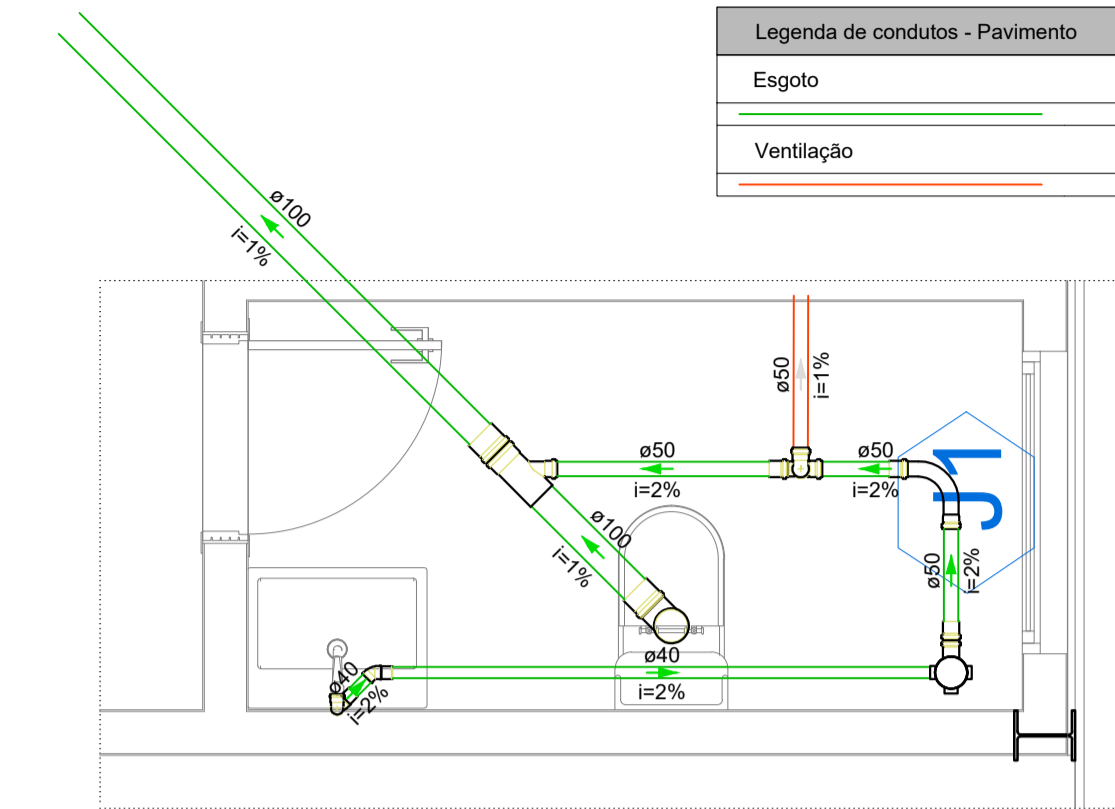 Legenda de condutos - Pavimento
Esgoto
Ventilação
ø100
i=1%
ø50
i=1%
ø50
i=2%
ø50
i=2%
J1
ø100
i=1%
ø50
i=2%
ø40
i=2%
ø40
i=2%